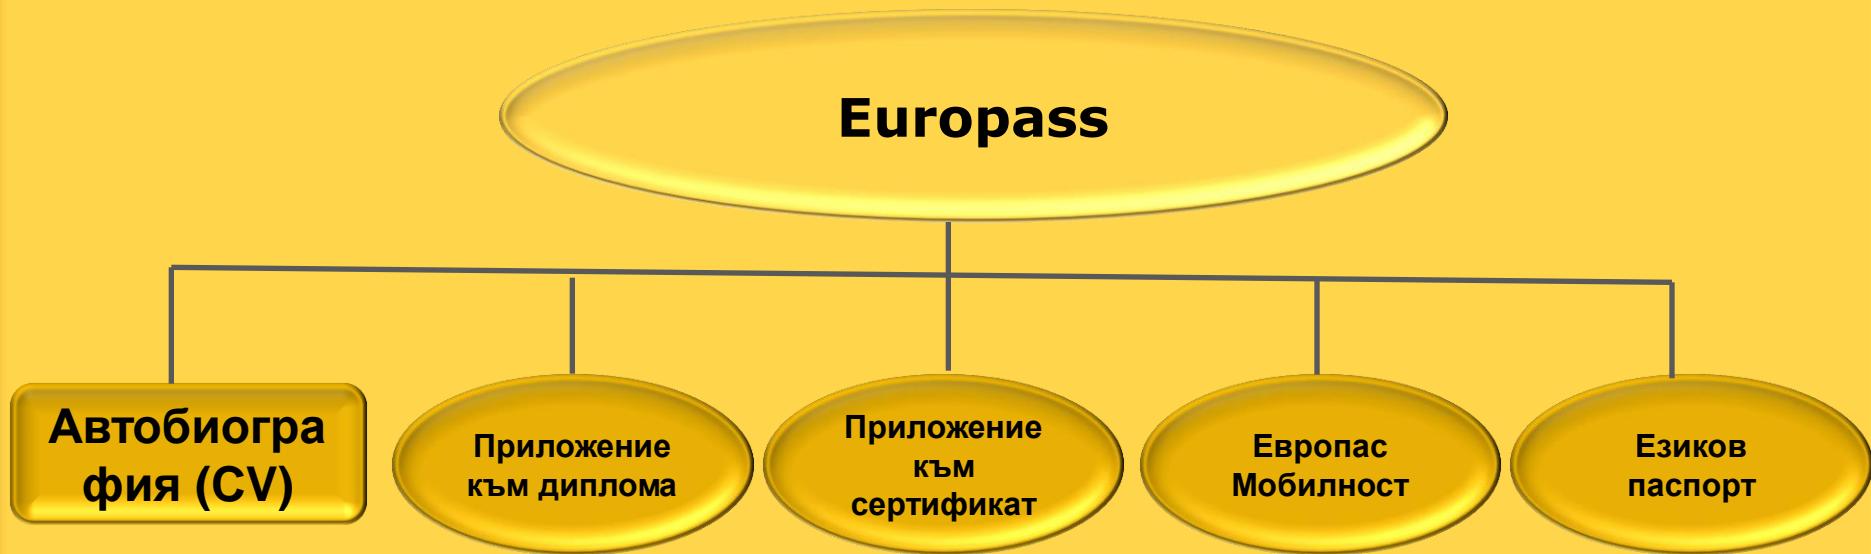 Europass
Автобиогра
фия (CV)
Приложение
към диплома
Приложение
към
сертификат
Европас
Мобилност
Езиков
паспорт